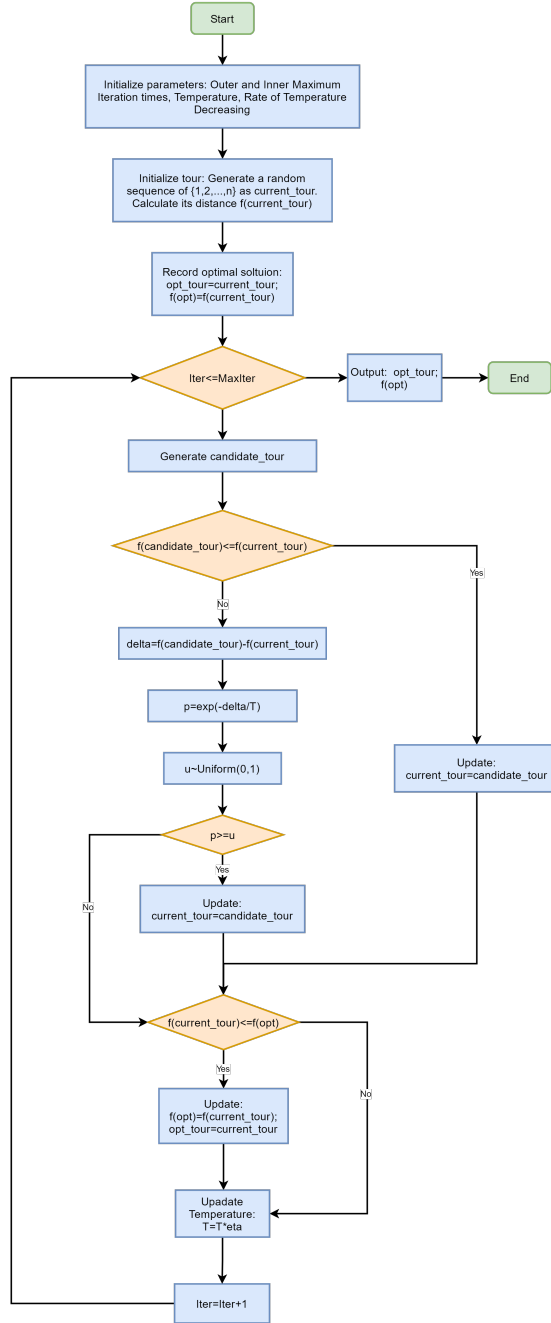 Start
Initialize parameters: Outer and Inner Maximum
Iteration times, Temperature, Rate of Temperature
Decreasing
Initialize tour: Generate a random
sequence of {1,2,...,n} as current_tour.
Calculate its distance f(current_tour)
Record optimal soltuion:
opt_tour=current_tour;
f(opt)=f(current_tour)
Iter<=MaxIter
Output:  opt_tour;
f(opt)
End
Generate candidate_tour
f(candidate_tour)<=f(current_tour)
Yes
No
delta=f(candidate_tour)-f(current_tour)
p=exp(-delta/T)
u~Uniform(0,1)
Update:
current_tour=candidate_tour
p>=u
Yes
No
Update:
current_tour=candidate_tour
f(current_tour)<=f(opt)
Yes
No
Update:
f(opt)=f(current_tour);
opt_tour=current_tour
Upadate
Temperature:
T=T*eta
Iter=Iter+1